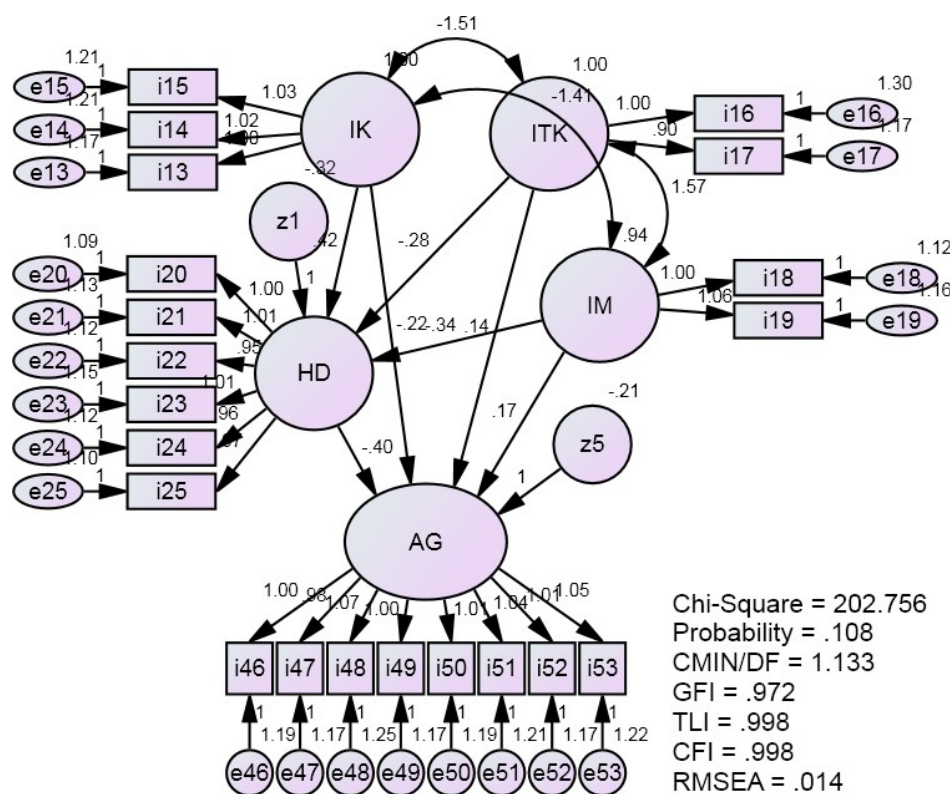 -1.51
1.21
1.00
1.00
1.30
e15
1
i15
1.03
-1.41
1.00
i16
1
e16
1.21
e14
1
i14
1.02
IK
ITK
.90
1.17
1.17
i17
1
e17
e13
1
i13
1.00
-.32
1.57
z1
.42
-.28
.94
1.12
1.09
e20
1
i20
1
1.00
1.00
i18
1
e18
1.13
IM
1.06
1.16
e21
1
i21
1.01
-.22
-.34
.14
i19
1
e19
1.12
e22
1
i22
.95
HD
1.15
e23
1
i23
1.01
-.21
1.12
.96
.17
e24
1
i24
-.40
z5
1.10
e25
1
i25
1
AG
1.00
.98
1.07
1.00
1.01
1.04
1.01
1.05
i46
i47
i48
i49
i50
i51
i52
i53
1
1
1
1
1
1
1
1
1.19
1.17
1.25
1.17
1.19
1.21
1.17
1.22
e46
e47
e48
e49
e50
e51
e52
e53
Chi-Square = 202.756
Probability = .108
CMIN/DF = 1.133
GFI = .972
TLI = .998
CFI = .998
RMSEA = .014